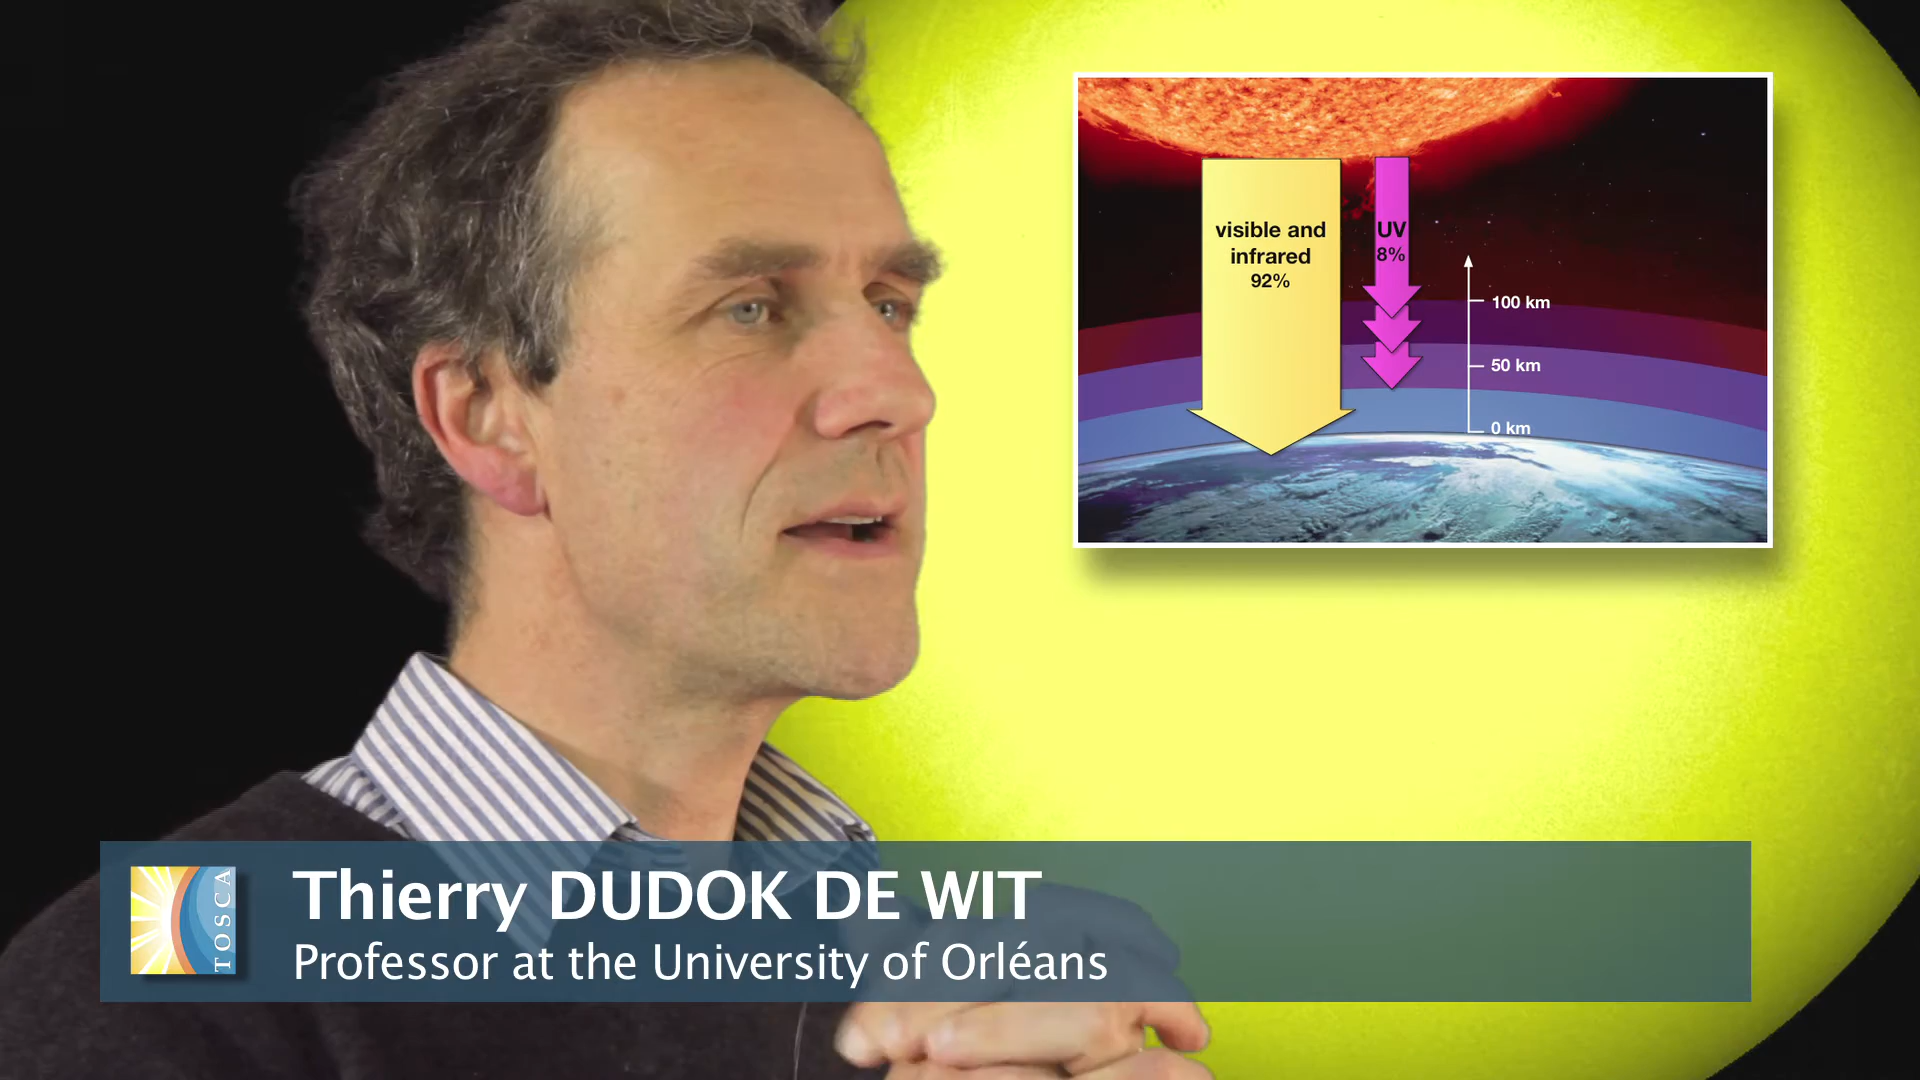 visible and
infrared
92%
UV
8%
100 km
50 km
0 km
TOSCA
Thierry DUDOK DE WIT
Professor at the University of Orléans